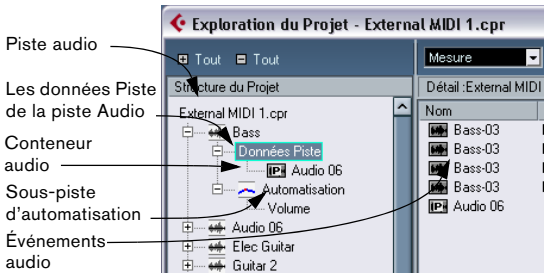 Exploration du Projet - External MIDI 1.cpr
Piste audio
Tout Tout
Mesure
Structure du Projet
Détail :External MIDI
Les données Piste
de la piste Audio
External MIDI 1.cpr
Nom
Bass
Bass-03
Données Piste
Bass-03
Conteneur
audio
Audio 06
Bass-03
Sous-piste
d'automatisation
Automatisation
Bass-03
Volume
Audio 06
Événements
audio
Audio 06
Elec Guitar
Guitar 2